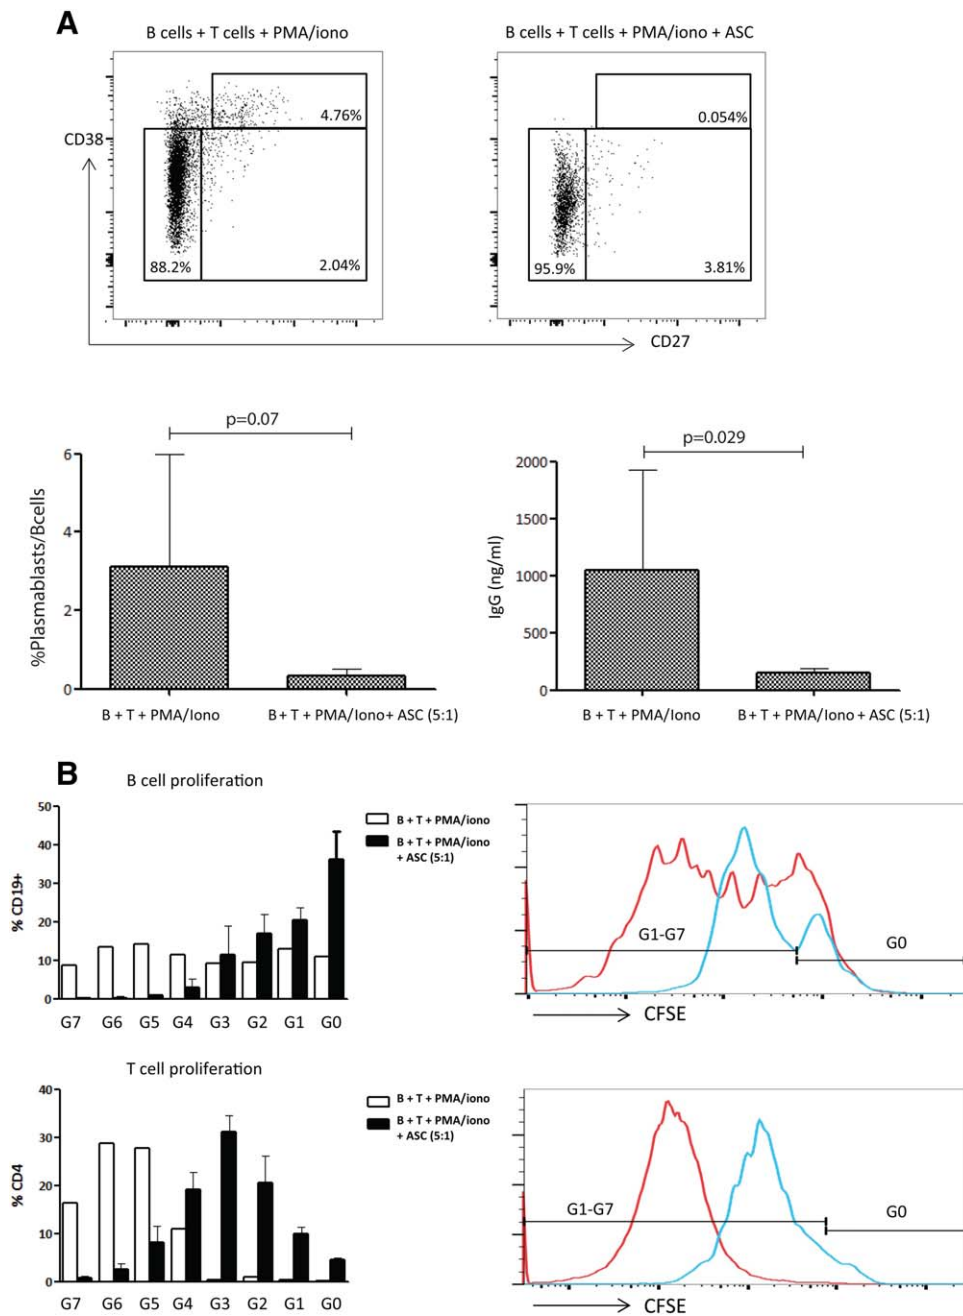 A
B cells + T cells + PMA/iono
B cells + T cells + PMA/iono + ASC
CD38
4.76%
88.2%
2.04%
0.054%
95.9%
3.81%
CD27
p=0.07
%Plasmablasts/Bcells
6
4
2
0
B + T + PMA/Iono
B + T + PMA/Iono + ASC (5:1)
p=0.029
IgG (ng/ml)
2000
1500
1000
500
0
B + T + PMA/Iono
B + T + PMA/Iono + ASC (5:1)
B
B cell proliferation
% CD19+
50
40
30
20
10
0
G7 G6 G5 G4 G3 G2 G1 G0
B + T + PMA/iono
B + T + PMA/iono
+ ASC (5:1)
G1-G7
G0
CFSE
T cell proliferation
% CD4
40
30
20
10
0
G7 G6 G5 G4 G3 G2 G1 G0
B + T + PMA/iono
B + T + PMA/iono
+ ASC (5:1)
G1-G7
G0
CFSE